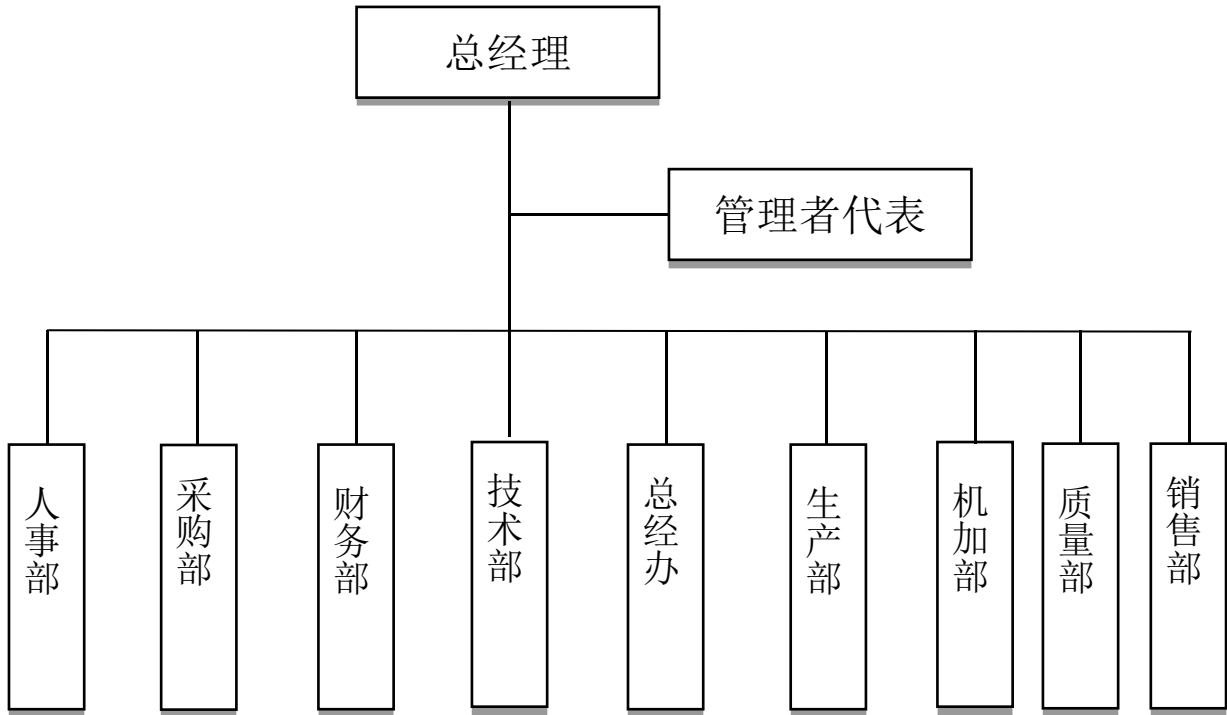 总经理
管理者代表
人事部
采购部
财务部
技术部
总经办
生产部
机加部
质量部
销售部